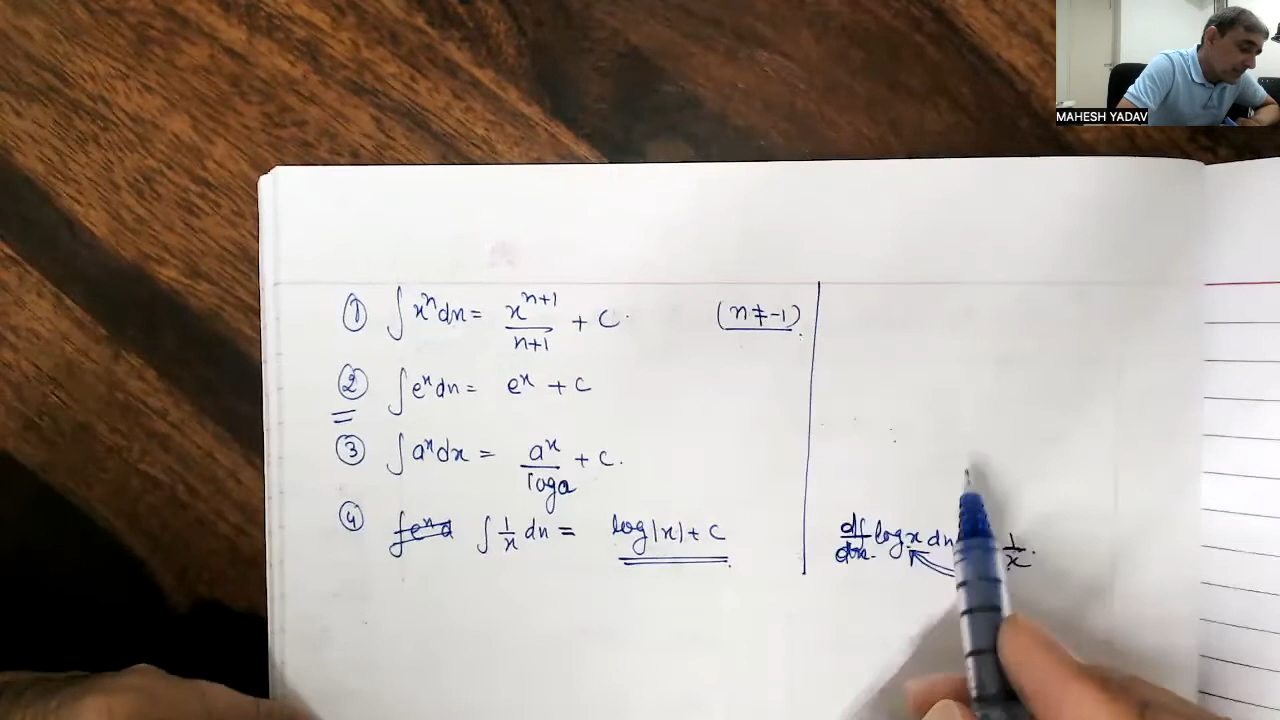 MAHESH YADAV
① ∫xⁿdx = xⁿ⁺¹/n+1 + C. (n ≠ -1)
② ∫eˣdx = eˣ + C
③ ∫aˣdx = aˣ/loga + C.
④ ∫1/x dx = log|x| + C
d/dx log x dx 1/x.